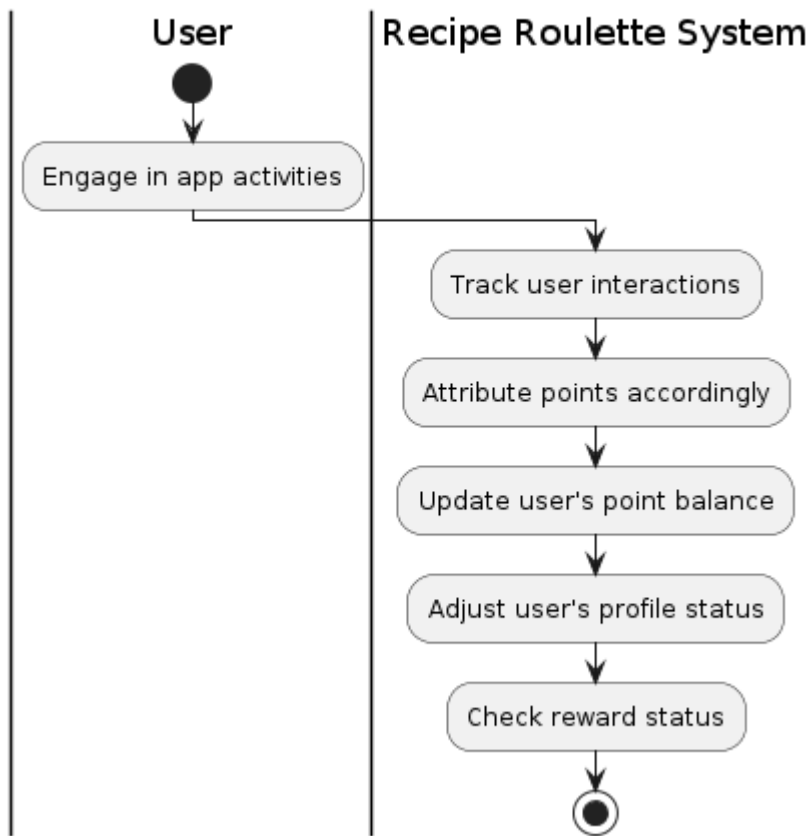 User
Recipe Roulette System
Engage in app activities
Track user interactions
Attribute points accordingly
Update user's point balance
Adjust user's profile status
Check reward status